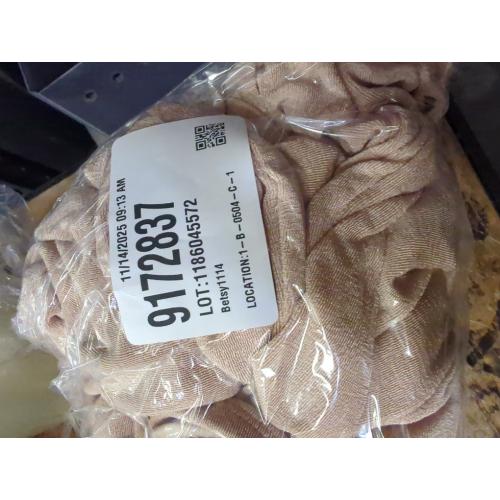 11/14/2025 09:13 AM
9172837
LOT:1186045572
Betsy1114
LOCATION:1-B-0504-C-1